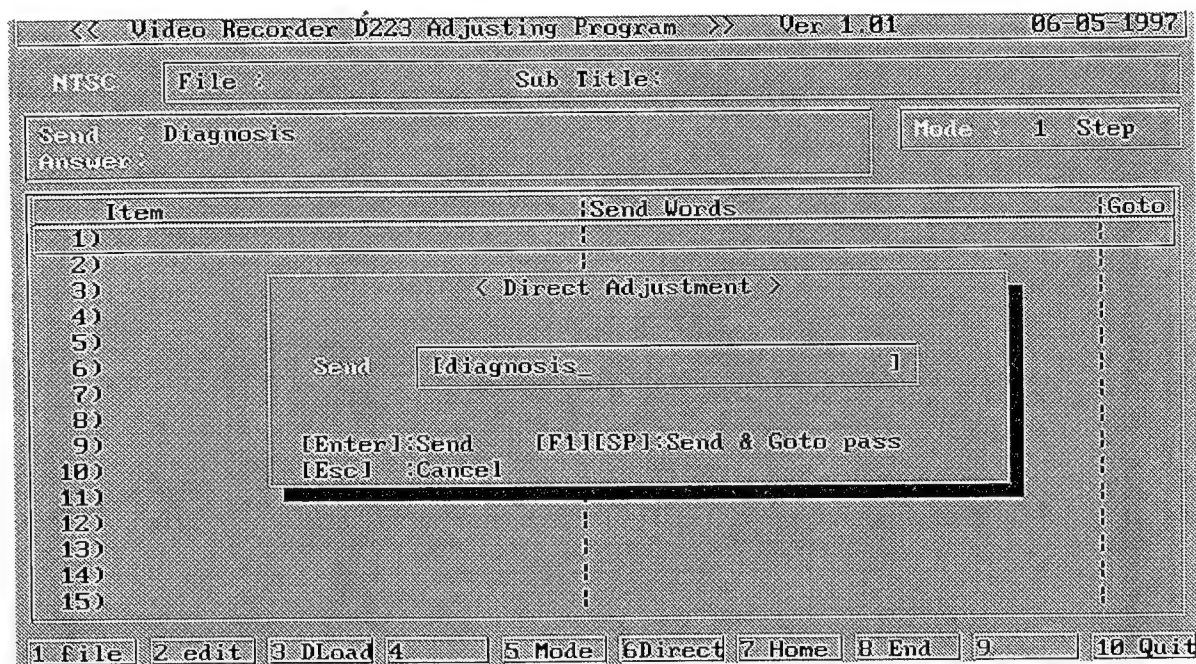 << Video Recorder D223 Adjusting Program >> Ver 1.01 06-05-1997
NTSC File : Sub Title:
Send : Diagnosis
Mode : 1 Step
Answer:
Item Send Words Goto
1)
2)
3)
4)
5)
6)
7)
8)
9)
10)
11)
12)
13)
14)
15)
< Direct Adjustment >
Send [diagnosis_ ]
[Enter]:Send [F1][SP]:Send & Goto pass
[Esc] :Cancel
1 file 2 edit 3 DLoad 4 5 Mode 6Direct 7 Home 8 End 9 10 Quit